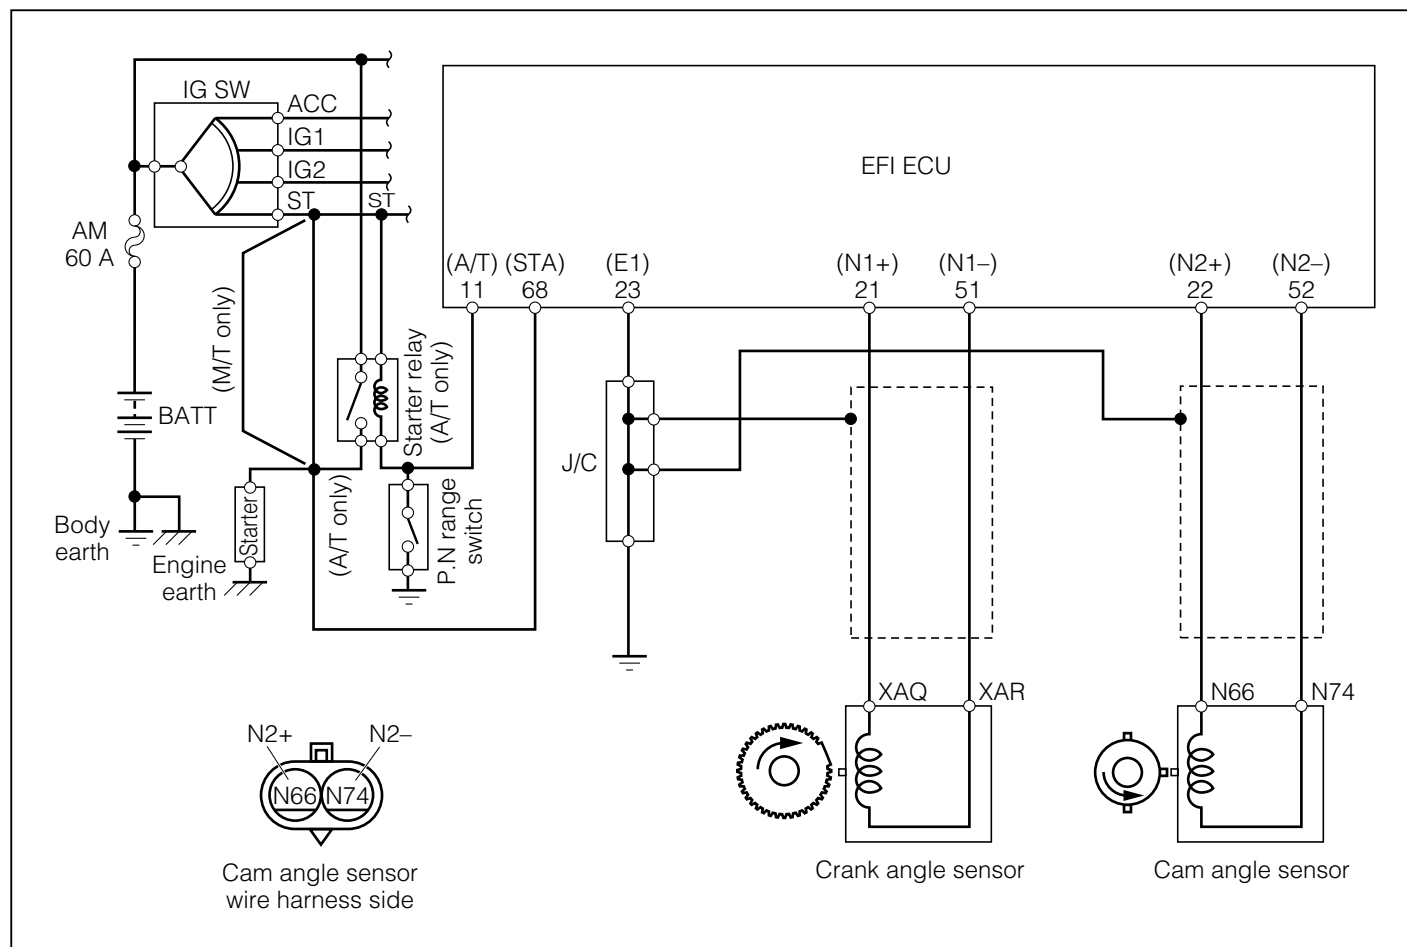 IG SW
ACC
IG1
IG2
ST
ST
AM
60 A
EFI ECU
(A/T)
11
(STA)
68
(E1)
23
(N1+)
21
(N1–)
51
(N2+)
22
(N2–)
52
(M/T only)
Starter relay
(A/T only)
BATT
J/C
Body
earth
Engine
earth
Starter
(A/T only)
P.N range
switch
XAQ
XAR
N66
N74
N2+
N2–
N66
N74
Cam angle sensor
wire harness side
Crank angle sensor
Cam angle sensor